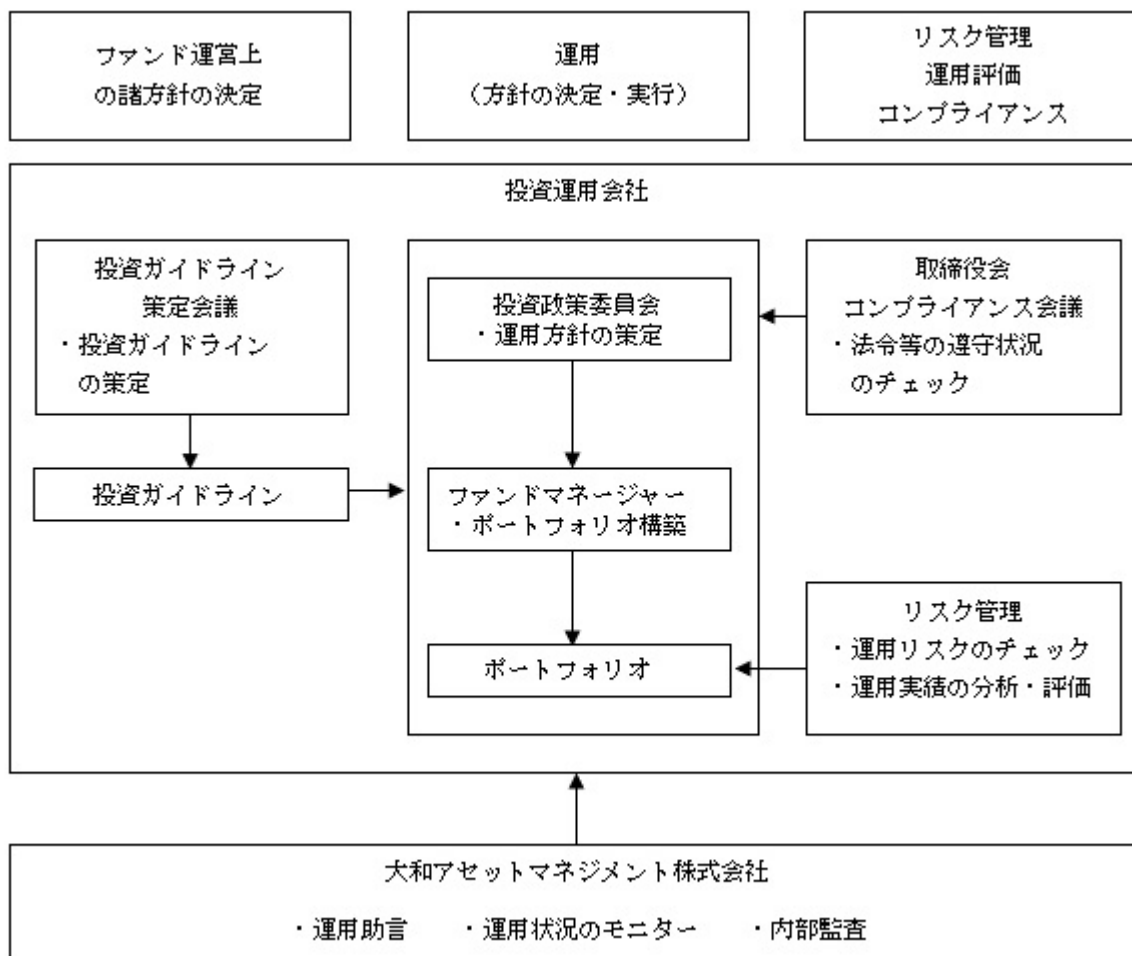 ファンド運営上
の諸方針の決定
運用
（方針の決定・実行）
リスク管理
運用評価
コンプライアンス
投資運用会社
投資ガイドライン
策定会議
・投資ガイドライン
の策定
投資ガイドライン
投資政策委員会
・運用方針の策定
ファンドマネージャー
・ポートフォリオ構築
ポートフォリオ
取締役会
コンプライアンス会議
・法令等の遵守状況
のチェック
リスク管理
・運用リスクのチェック
・運用実績の分析・評価
大和アセットマネジメント株式会社
・運用助言 ・運用状況のモニター ・内部監査